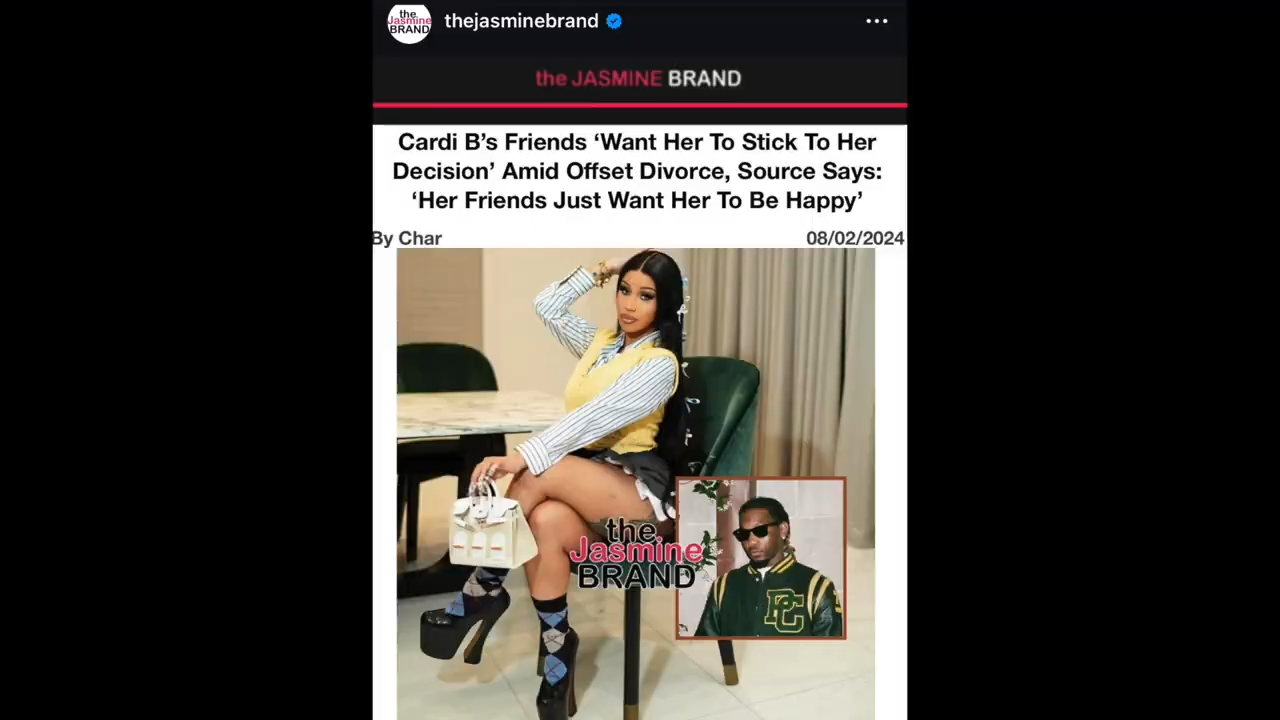 the
Jasmine
BRAND
thejasminebrand
the JASMINE BRAND
Cardi B’s Friends ‘Want Her To Stick To Her
Decision’ Amid Offset Divorce, Source Says:
‘Her Friends Just Want Her To Be Happy’
By Char 08/02/2024
the
Jasmine
BRAND
PC